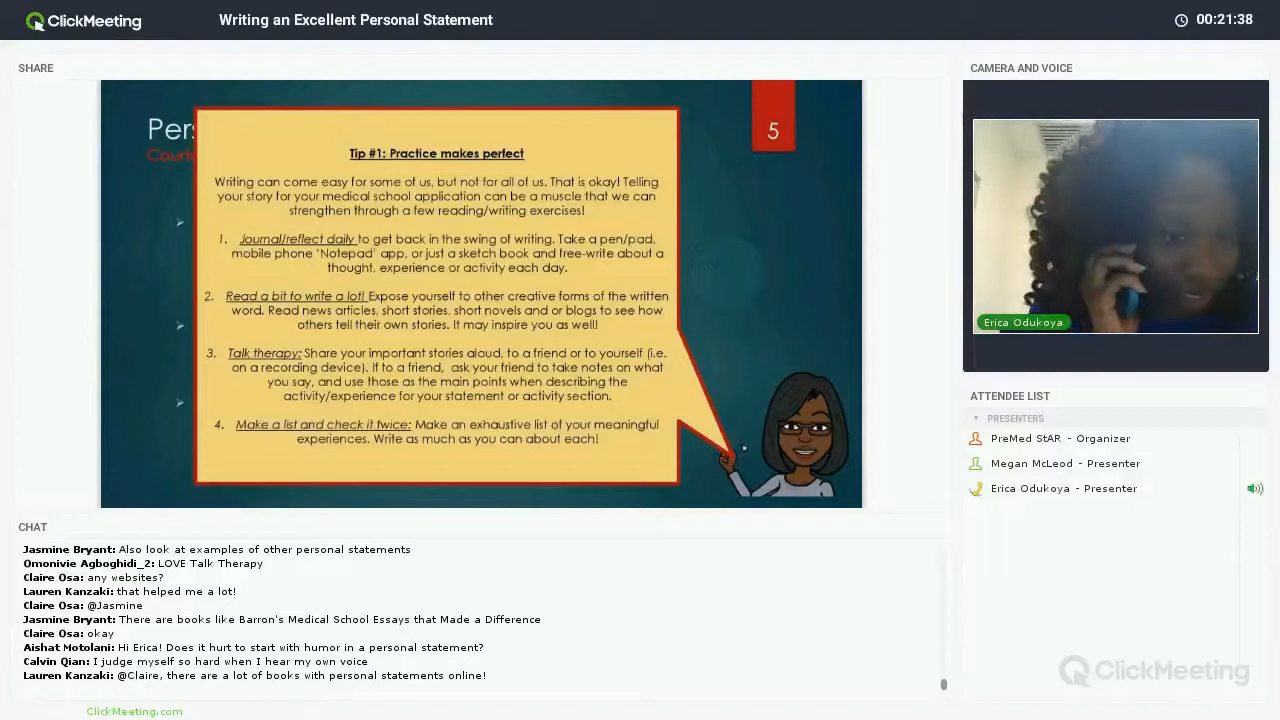 ClickMeeting
Writing an Excellent Personal Statement
00:21:38
SHARE
Pers
Courte
5
Tip #1: Practice makes perfect
Writing can come easy for some of us, but not for all of us. That is okay! Telling
your story for your medical school application can be a muscle that we can
strengthen through a few reading/writing exercises!
1. Journal/reflect daily to get back in the swing of writing. Take a pen/pad,
mobile phone 'Notepad' app, or just a sketch book and free-write about a
thought, experience or activity each day.
2. Read a bit to write a lot! Expose yourself to other creative forms of the written
word. Read news articles, short stories, short novels and or blogs to see how
others tell their own stories. It may inspire you as well!
3. Talk therapy: Share your important stories aloud, to a friend or to yourself (i.e.
on a recording device). If to a friend, ask your friend to take notes on what
you say, and use those as the main points when describing the
activity/experience for your statement or activity section.
4. Make a list and check it twice: Make an exhaustive list of your meaningful
experiences. Write as much as you can about each!
CAMERA AND VOICE
Erica Odukoya
ATTENDEE LIST
PRESENTERS
PreMed StAR - Organizer
Megan McLeod - Presenter
Erica Odukoya - Presenter
CHAT
Jasmine Bryant: Also look at examples of other personal statements
Omonivie Agboghidi_2: LOVE Talk Therapy
Claire Osa: any websites?
Lauren Kanzaki: that helped me a lot!
Claire Osa: @Jasmine
Jasmine Bryant: There are books like Barron's Medical School Essays that Made a Difference
Claire Osa: okay
Aishat Motolani: Hi Erica! Does it hurt to start with humor in a personal statement?
Calvin Qian: I judge myself so hard when I hear my own voice
Lauren Kanzaki: @Claire, there are a lot of books with personal statements online!
ClickMeeting
ClickMeeting.com